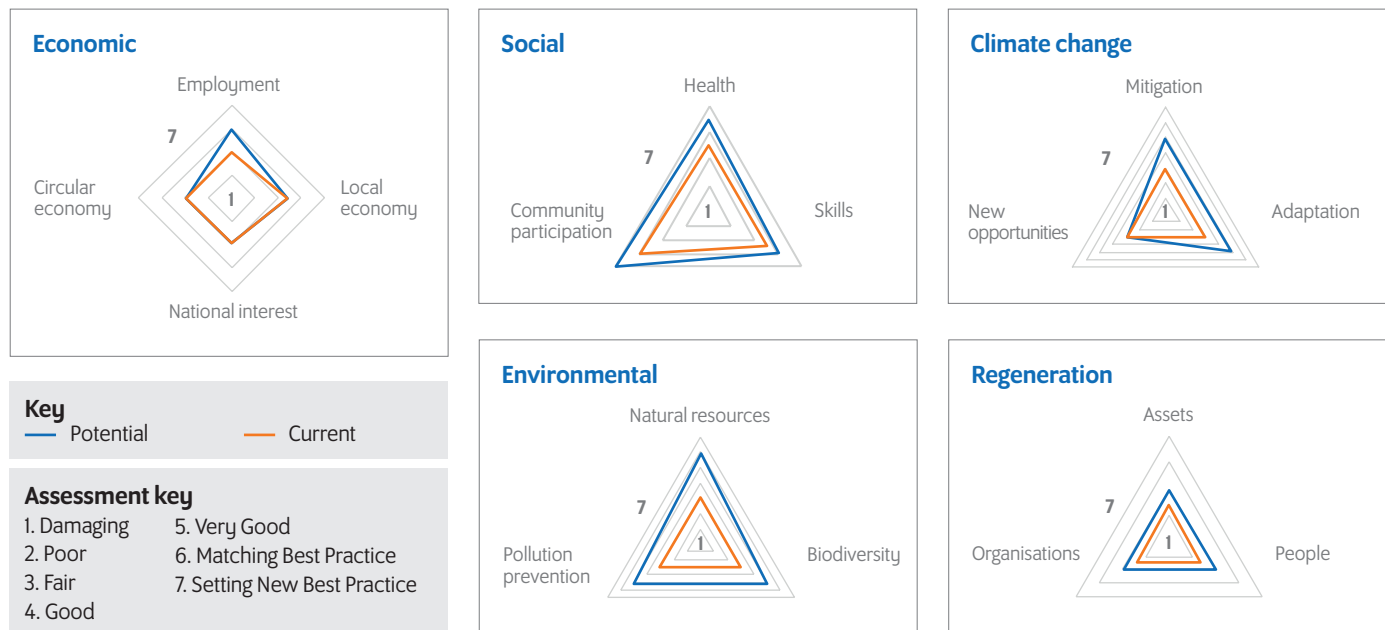 Economic
Employment
7
Circular
economy
1
Local
economy
National interest
Social
Health
7
Community
participation
1
Skills
Climate change
Mitigation
7
New
opportunities
1
Adaptation
Key
Potential
Current
Assessment key
1. Damaging
2. Poor
3. Fair
4. Good
5. Very Good
6. Matching Best Practice
7. Setting New Best Practice
Environmental
Natural resources
7
Pollution
prevention
1
Biodiversity
Regeneration
Assets
7
Organisations
1
People